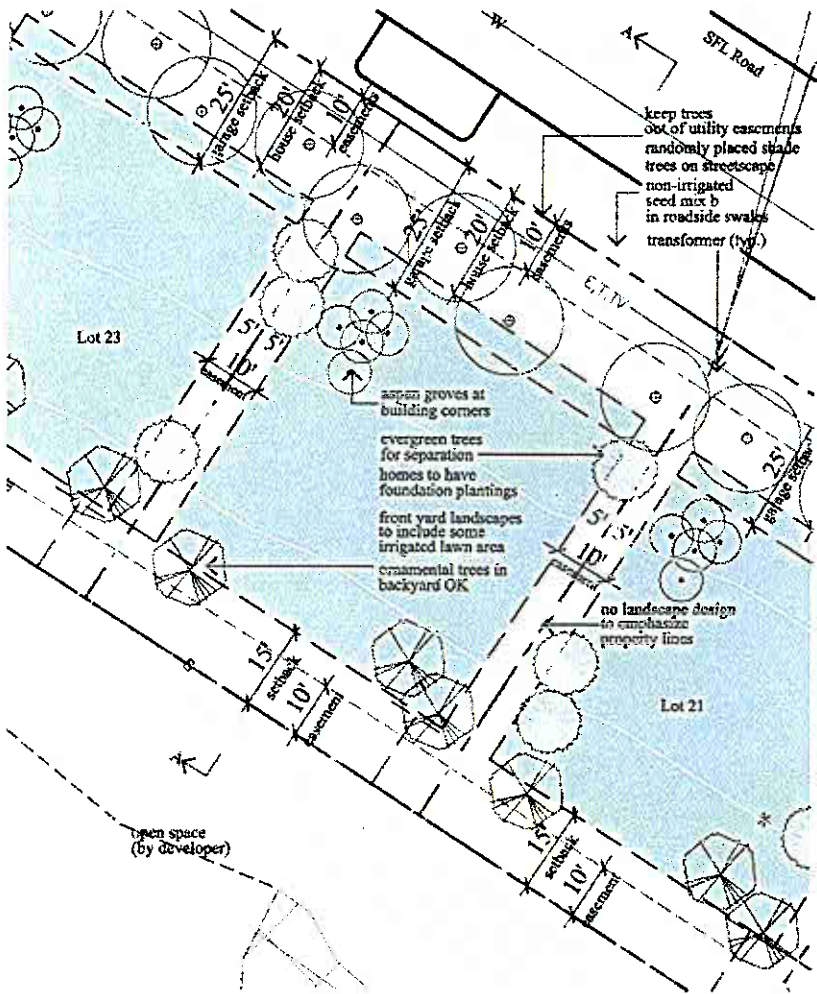 W
A
SFL Road
25'
garage setback
20'
house setback
10'
easements
keep trees
out of utility easements
randomly placed shade
trees on streetscape
non-irrigated
seed mix b
in roadside swales
transformer (typ.)
25'
garage setback
20'
house setback
10'
easements
E,T,TV
Lot 23
5'
5'
10'
easement
aspen groves at
building corners
evergreen trees
for separation
homes to have
foundation plantings
front yard landscapes
to include some
irrigated lawn area
ornamental trees in
backyard OK
25'
garage setba
5'
5'
10'
easement
no landscape design
to emphasize
property lines
15'
setback
10'
easement
S
Lot 21
A
open space
(by developer)
15'
setback
10'
easement